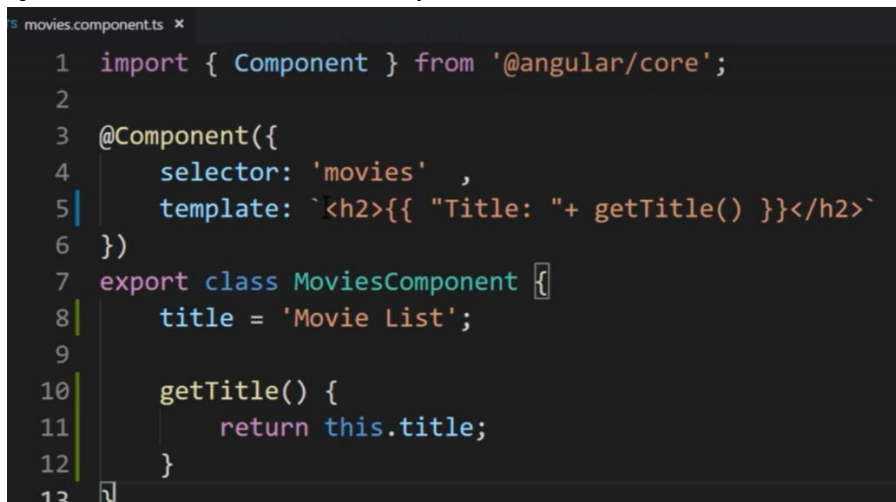 movies.component.ts ×
1 import { Component } from '@angular/core';
2
3 @Component({
4     selector: 'movies'  ,
5     template: `<h2>{{ "Title: "+ getTitle() }}</h2>`
6 })
7 export class MoviesComponent {
8     title = 'Movie List';
9
10     getTitle() {
11         return this.title;
12     }
13 }